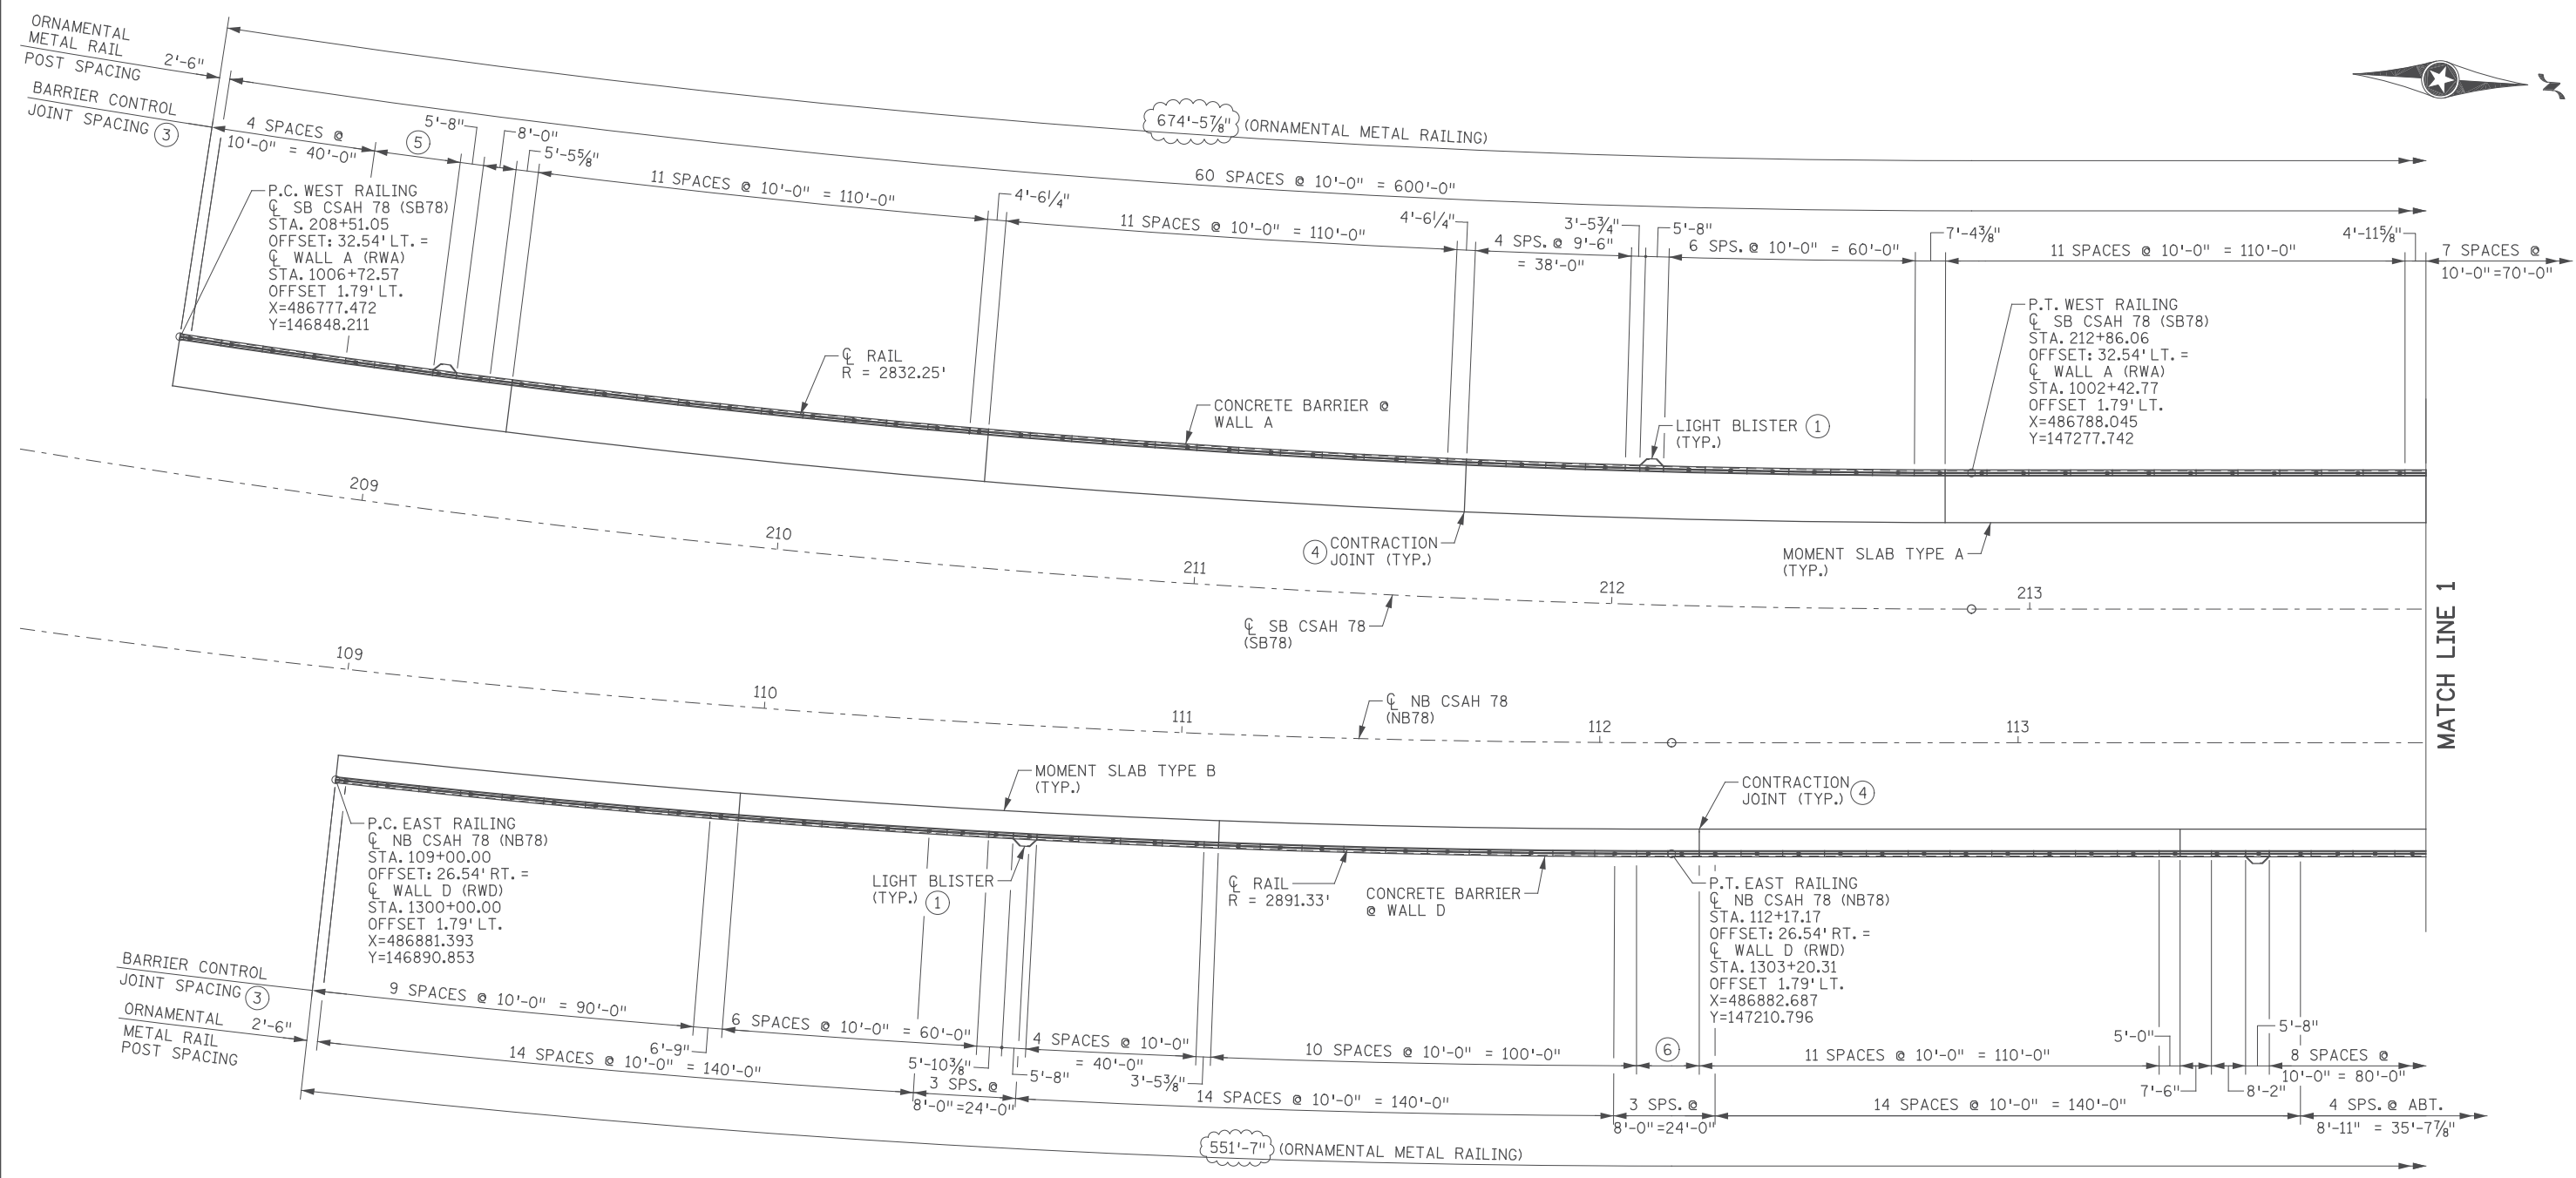 ORNAMENTAL
METAL RAIL
POST SPACING
2'-6"
BARRIER CONTROL
JOINT SPACING 3
4 SPACES @
10'-0" = 40'-0"
5
5'-8"
8'-0"
5'-5⅝"
674'-5⅞" (ORNAMENTAL METAL RAILING)
60 SPACES @ 10'-0" = 600'-0"
11 SPACES @ 10'-0" = 110'-0"
4'-6¼"
11 SPACES @ 10'-0" = 110'-0"
4'-6¼"
4 SPS. @ 9'-6"
= 38'-0"
3'-5¾"
5'-8"
6 SPS. @ 10'-0" = 60'-0"
7'-4⅜"
11 SPACES @ 10'-0" = 110'-0"
4'-11⅝"
7 SPACES @
10'-0"=70'-0"
N
P.C. WEST RAILING
℄ SB CSAH 78 (SB78)
STA. 208+51.05
OFFSET: 32.54' LT. =
℄ WALL A (RWA)
STA. 1006+72.57
OFFSET 1.79' LT.
X=486777.472
Y=146848.211
℄ RAIL
R = 2832.25'
CONCRETE BARRIER @
WALL A
LIGHT BLISTER 1
(TYP.)
P.T. WEST RAILING
℄ SB CSAH 78 (SB78)
STA. 212+86.06
OFFSET: 32.54' LT. =
℄ WALL A (RWA)
STA. 1002+42.77
OFFSET 1.79' LT.
X=486788.045
Y=147277.742
4 CONTRACTION
JOINT (TYP.)
MOMENT SLAB TYPE A
(TYP.)
209
210
211
212
213
℄ SB CSAH 78
(SB78)
MATCH LINE 1
109
110
111
112
113
℄ NB CSAH 78
(NB78)
MOMENT SLAB TYPE B
(TYP.)
CONTRACTION
JOINT (TYP.) 4
P.C. EAST RAILING
℄ NB CSAH 78 (NB78)
STA. 109+00.00
OFFSET: 26.54' RT. =
℄ WALL D (RWD)
STA. 1300+00.00
OFFSET 1.79' LT.
X=486881.393
Y=146890.853
LIGHT BLISTER
(TYP.) 1
℄ RAIL
R = 2891.33'
CONCRETE BARRIER
@ WALL D
P.T. EAST RAILING
℄ NB CSAH 78 (NB78)
STA. 112+17.17
OFFSET: 26.54' RT. =
℄ WALL D (RWD)
STA. 1303+20.31
OFFSET 1.79' LT.
X=486882.687
Y=147210.796
BARRIER CONTROL
JOINT SPACING 3
9 SPACES @ 10'-0" = 90'-0"
6'-9"
6 SPACES @ 10'-0" = 60'-0"
5'-10⅜"
5'-8"
4 SPACES @ 10'-0"
= 40'-0"
3'-5⅜"
10 SPACES @ 10'-0" = 100'-0"
6
11 SPACES @ 10'-0" = 110'-0"
5'-0"
7'-6"
8'-2"
5'-8"
8 SPACES @
10'-0" = 80'-0"
ORNAMENTAL
METAL RAIL
POST SPACING
2'-6"
14 SPACES @ 10'-0" = 140'-0"
3 SPS. @
8'-0"=24'-0"
14 SPACES @ 10'-0" = 140'-0"
3 SPS. @
8'-0"=24'-0"
14 SPACES @ 10'-0" = 140'-0"
4 SPS. @ ABT.
8'-11" = 35'-7⅞"
551'-7" (ORNAMENTAL METAL RAILING)